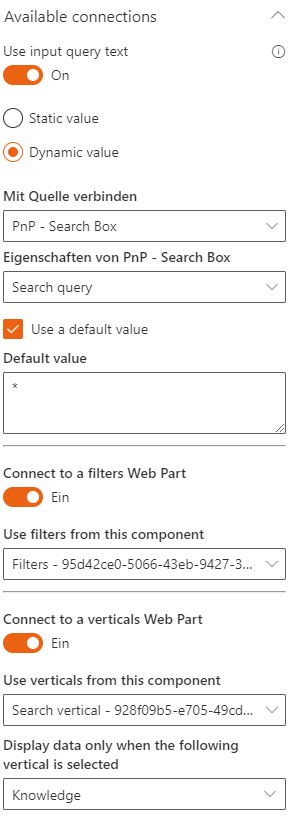 Available connections
Use input query text
On
Static value
Dynamic value
Mit Quelle verbinden
PnP - Search Box
Eigenschaften von PnP - Search Box
Search query
Use a default value
Default value
*
Connect to a filters Web Part
Ein
Use filters from this component
Filters - 95d42ce0-5066-43eb-9427-3...
Connect to a verticals Web Part
Ein
Use verticals from this component
Search vertical - 928f09b5-e705-49cd...
Display data only when the following
vertical is selected
Knowledge